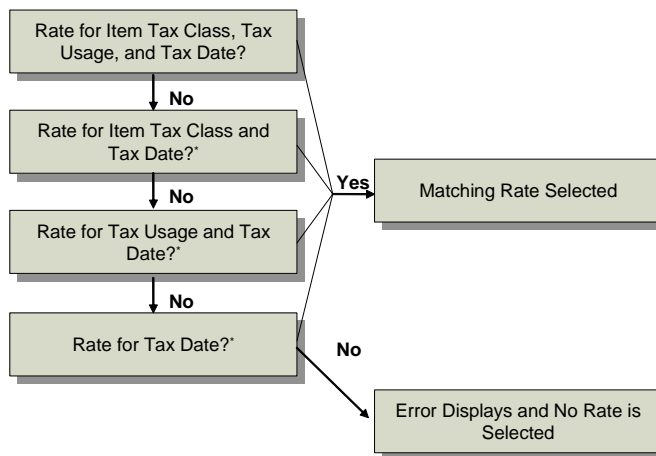 Rate for Item Tax Class, Tax
Usage, and Tax Date?
No
Rate for Item Tax Class and
Tax Date?*
No
Rate for Tax Usage and Tax
Date?*
No
Rate for Tax Date?*
Yes
Matching Rate Selected
No
Error Displays and No Rate is
Selected